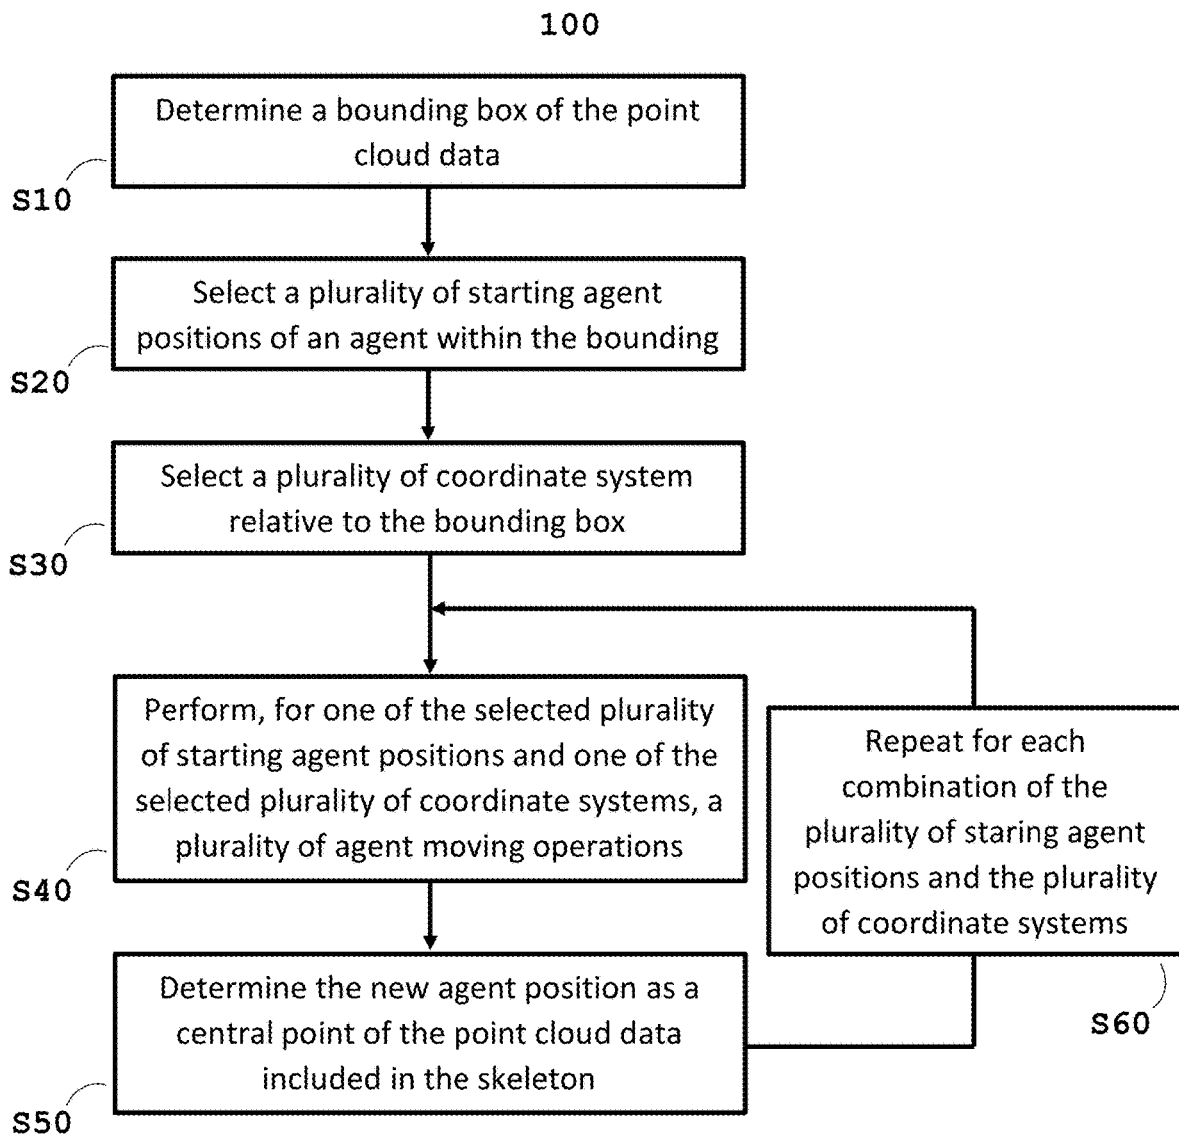 100
Determine a bounding box of the point
cloud data
S10
Select a plurality of starting agent
positions of an agent within the bounding
S20
Select a plurality of coordinate system
relative to the bounding box
S30
Perform, for one of the selected plurality
of starting agent positions and one of the
selected plurality of coordinate systems, a
plurality of agent moving operations
S40
Repeat for each
combination of the
plurality of staring agent
positions and the plurality
of coordinate systems
S60
Determine the new agent position as a
central point of the point cloud data
included in the skeleton
S50